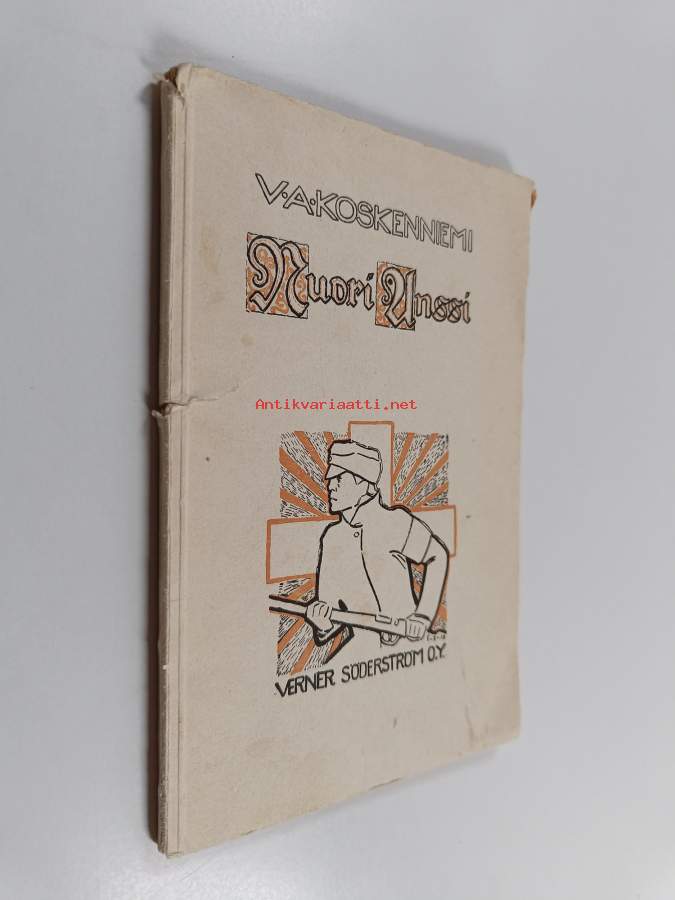 V·A·KOSKENNIEMI
Nuori Anssi
Antikvariaatti.net
VERNER SÖDERSTRÖM O.Y.